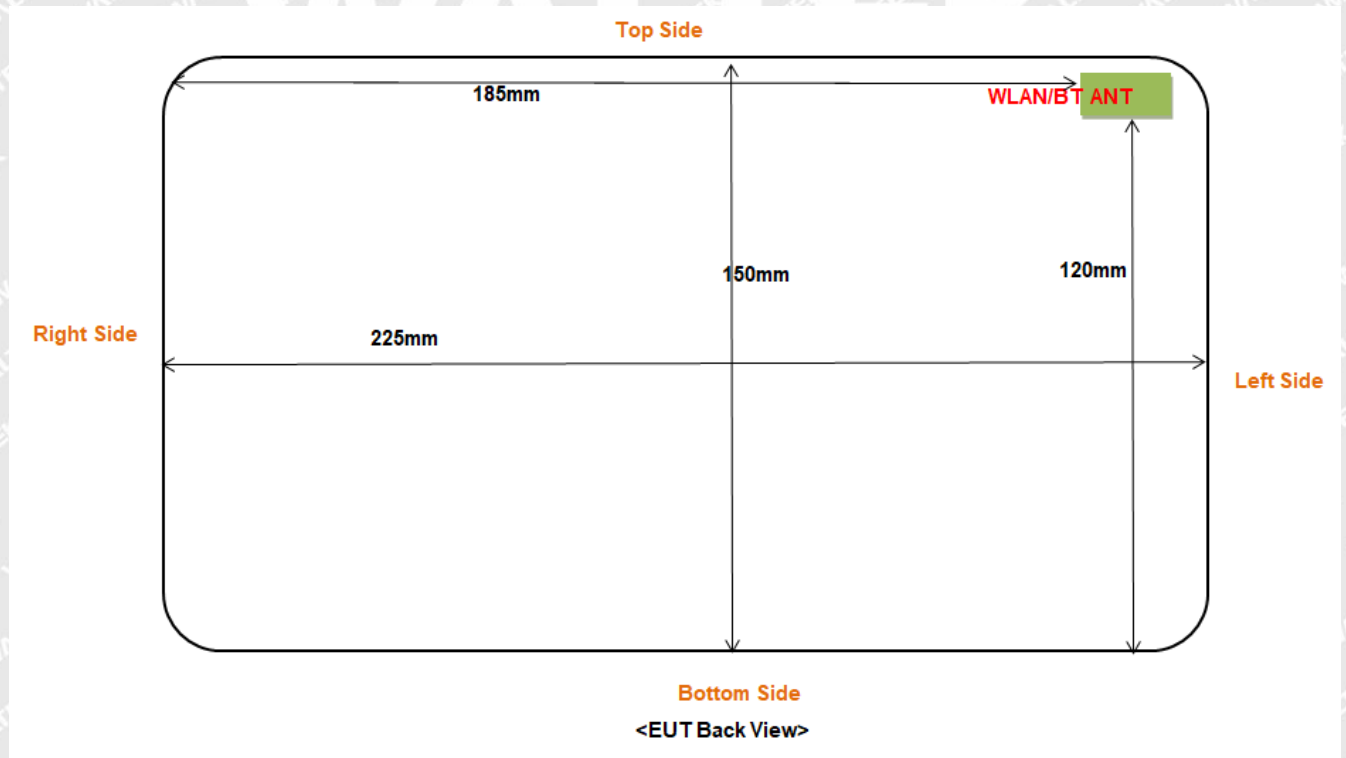 Top Side
185mm
WLAN/BT ANT
150mm
120mm
Right Side
225mm
Left Side
Bottom Side
<EUT Back View>